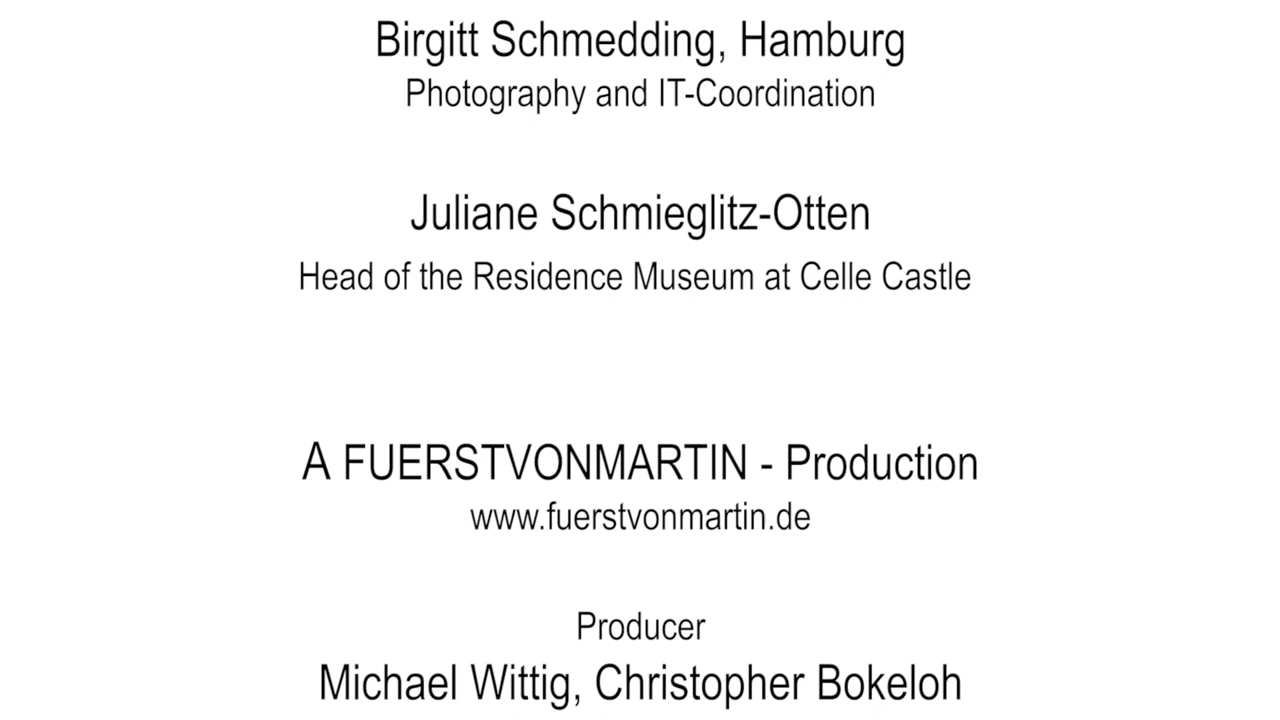 Birgitt Schmedding, Hamburg
Photography and IT-Coordination
Juliane Schmieglitz-Otten
Head of the Residence Museum at Celle Castle
A FUERSTVONMARTIN - Production
www.fuerstvonmartin.de
Producer
Michael Wittig, Christopher Bokeloh